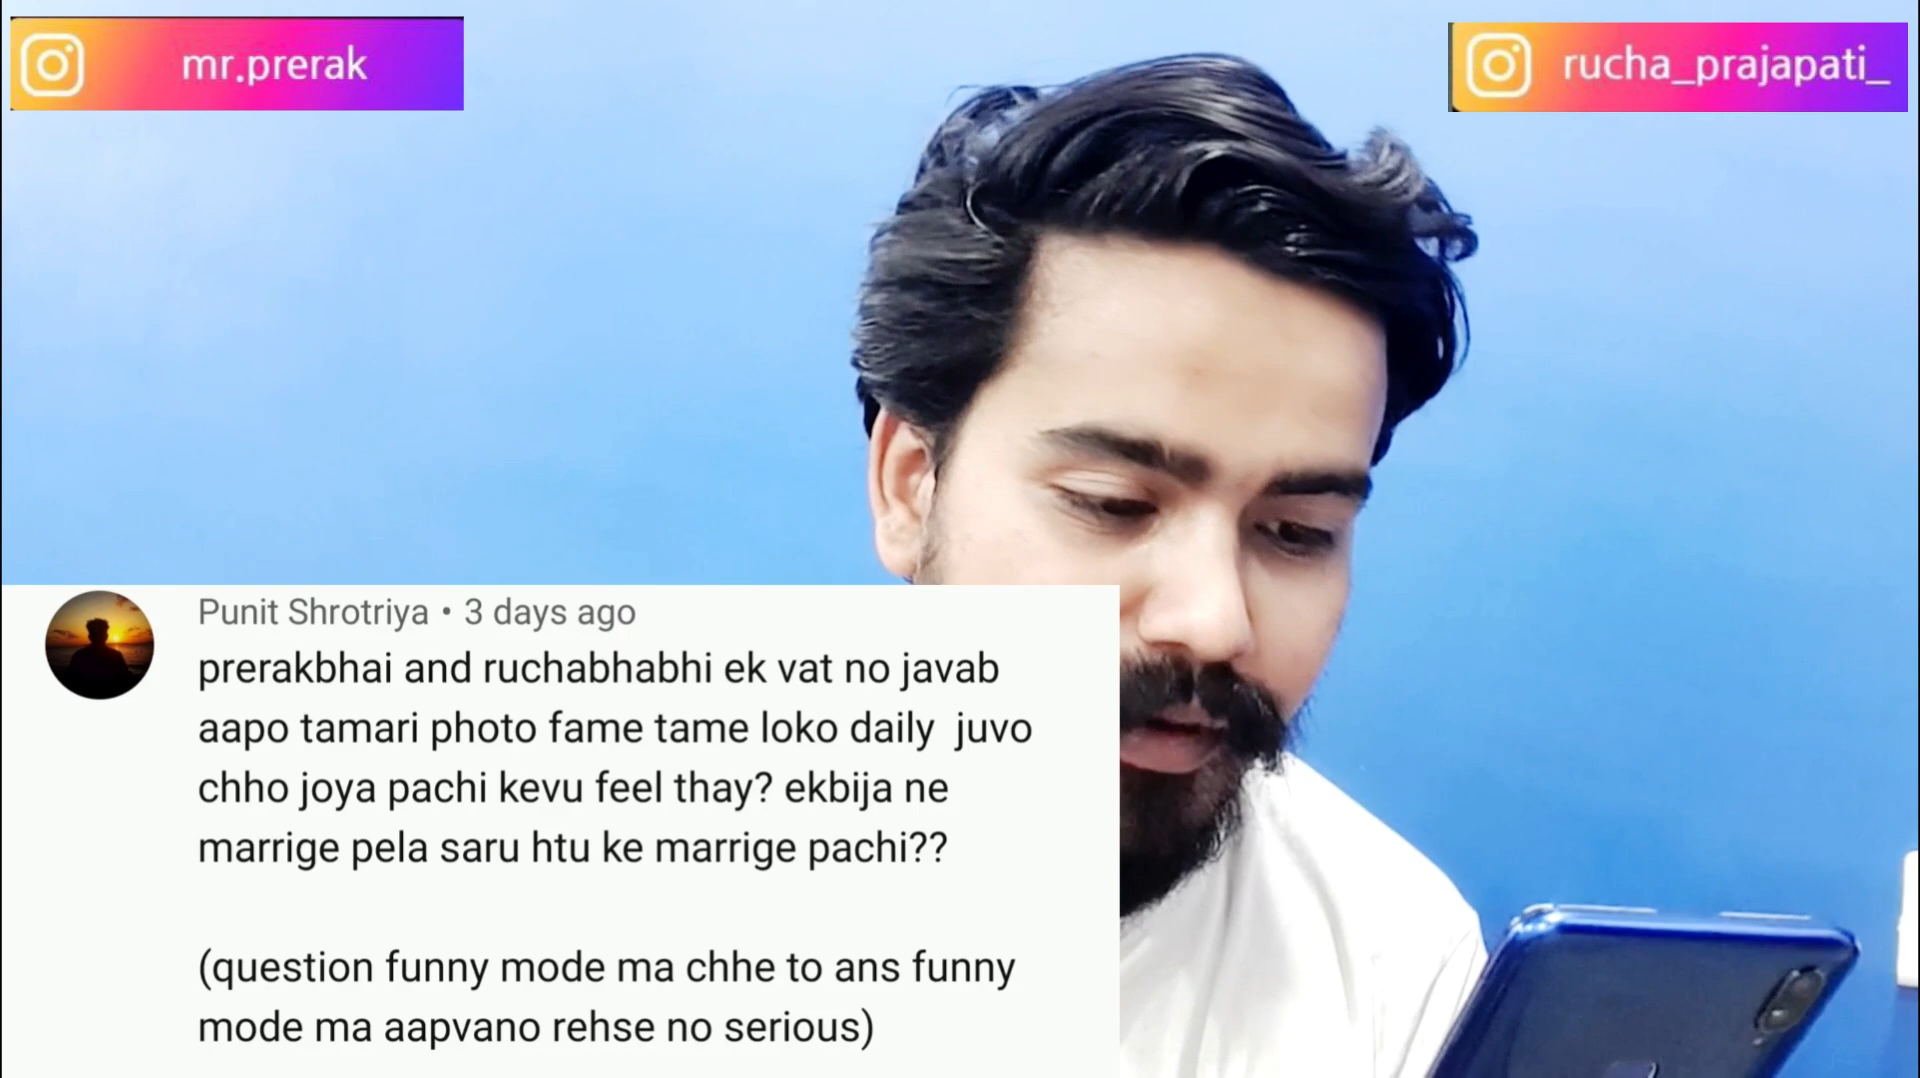 mr.prerak
rucha_prajapati_
Punit Shrotriya • 3 days ago
prerakbhai and ruchabhabhi ek vat no javab
aapo tamari photo fame tame loko daily juvo
chho joya pachi kevu feel thay? ekbija ne
marrige pela saru htu ke marrige pachi??
(question funny mode ma chhe to ans funny
mode ma aapvano rehse no serious)